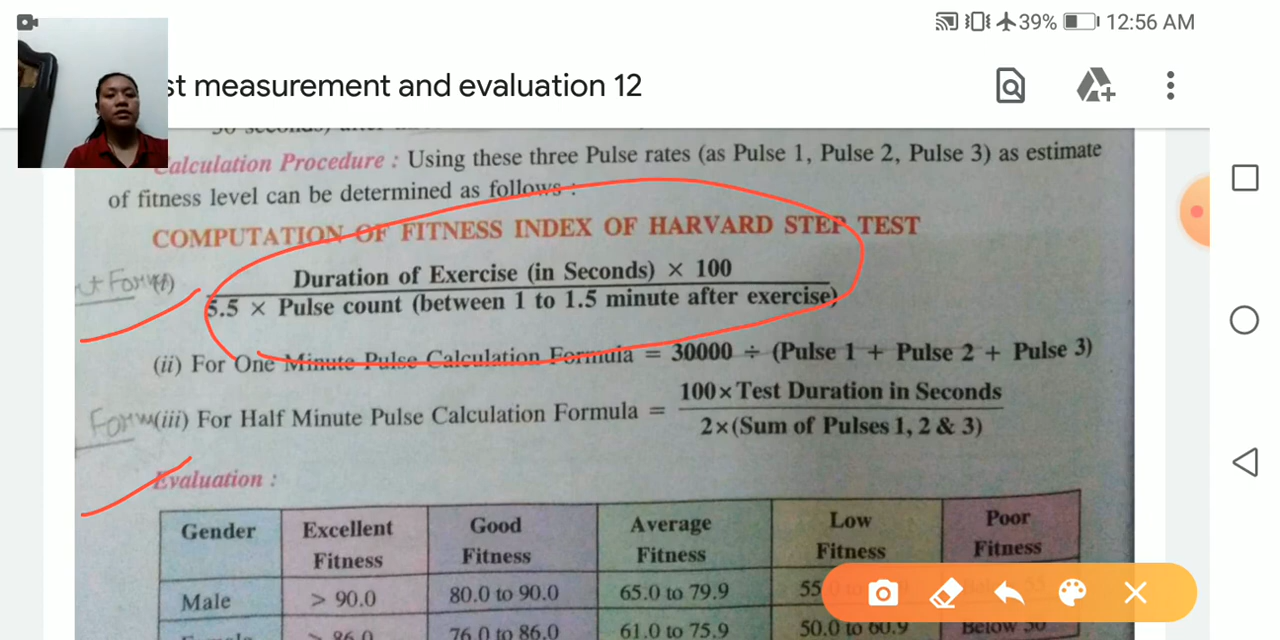 39% 12:56 AM
st measurement and evaluation 12
Calculation Procedure : Using these three Pulse rates (as Pulse 1, Pulse 2, Pulse 3) as estimate
of fitness level can be determined as follows :
COMPUTATION OF FITNESS INDEX OF HARVARD STEP TEST
Duration of Exercise (in Seconds) × 100
5.5 × Pulse count (between 1 to 1.5 minute after exercise)
(ii) For One Minute Pulse Calculation Formula = 30000 ÷ (Pulse 1 + Pulse 2 + Pulse 3)
(iii) For Half Minute Pulse Calculation Formula = 100 × Test Duration in Seconds
2 × (Sum of Pulses 1, 2 & 3)
Evaluation :
Gender Excellent Fitness Good Fitness Average Fitness Low Fitness Poor Fitness
Male > 90.0 80.0 to 90.0 65.0 to 79.9 55
> 86.0 76.0 to 86.0 61.0 to 75.9 50.0 to 60.9 Below 50